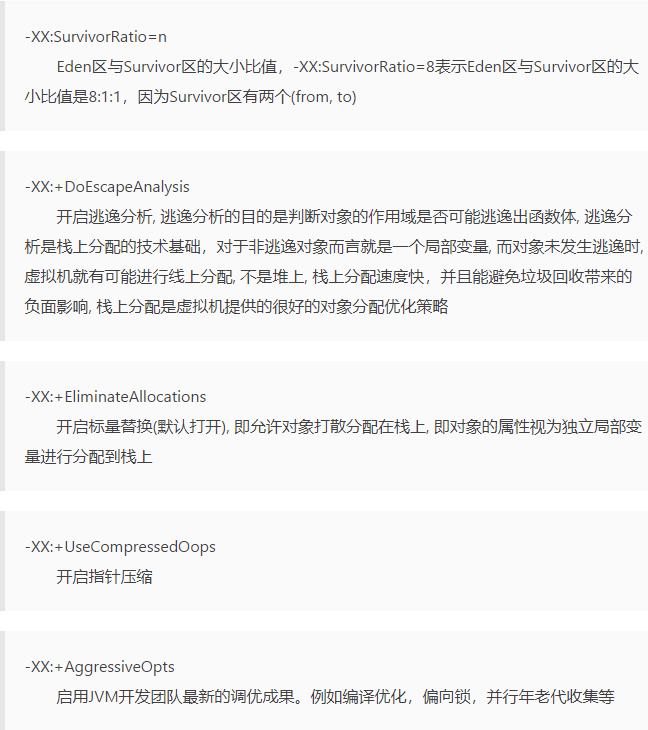 -XX:SurvivorRatio=n
Eden区与Survivor区的大小比值，-XX:SurvivorRatio=8表示Eden区与Survivor区的大
小比值是8:1:1，因为Survivor区有两个(from, to)
-XX:+DoEscapeAnalysis
开启逃逸分析, 逃逸分析的目的是判断对象的作用域是否可能逃逸出函数体, 逃逸分
析是栈上分配的技术基础，对于非逃逸对象而言就是一个局部变量, 而对象未发生逃逸时,
虚拟机就有可能进行线上分配, 不是堆上, 栈上分配速度快，并且能避免垃圾回收带来的
负面影响, 栈上分配是虚拟机提供的很好的对象分配优化策略
-XX:+EliminateAllocations
开启标量替换(默认打开), 即允许对象打散分配在栈上, 即对象的属性视为独立局部变
量进行分配到栈上
-XX:+UseCompressedOops
开启指针压缩
-XX:+AggressiveOpts
启用JVM开发团队最新的调优成果。例如编译优化，偏向锁，并行年老代收集等